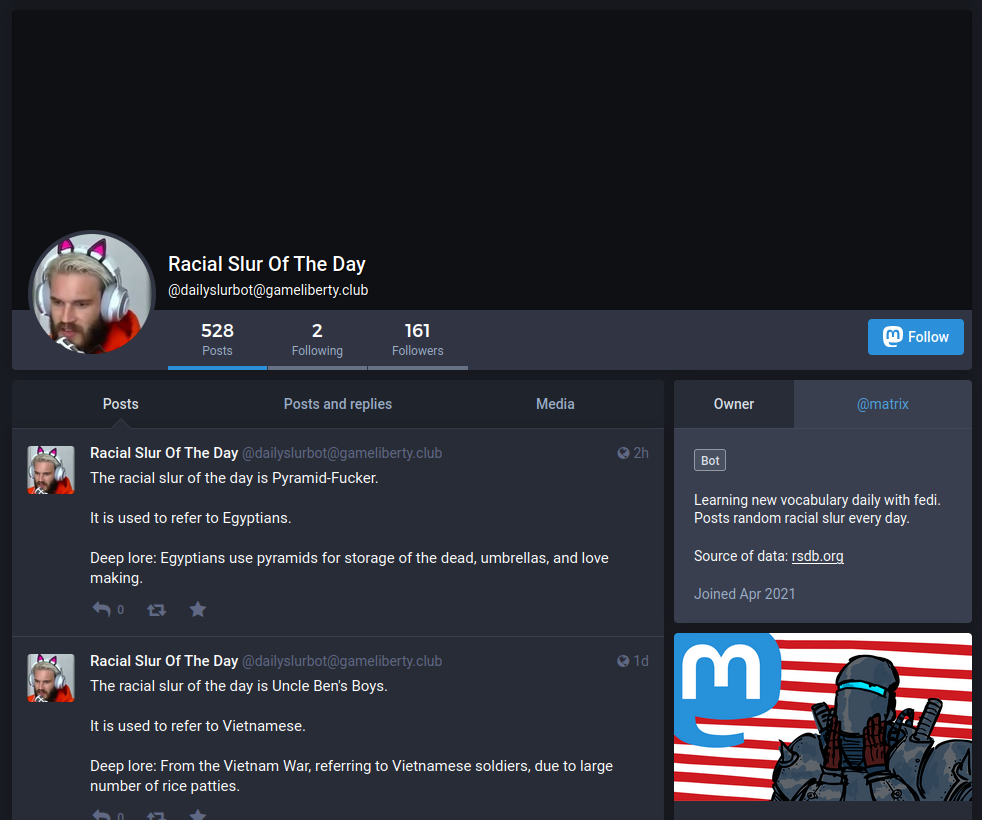 Racial Slur Of The Day
@dailyslurbot@gameliberty.club
528
Posts
2
Following
161
Followers
Follow
Posts
Posts and replies
Media
Racial Slur Of The Day @dailyslurbot@gameliberty.club 2h
The racial slur of the day is Pyramid-Fucker.
It is used to refer to Egyptians.
Deep lore: Egyptians use pyramids for storage of the dead, umbrellas, and love
making.
0
Racial Slur Of The Day @dailyslurbot@gameliberty.club 1d
The racial slur of the day is Uncle Ben's Boys.
It is used to refer to Vietnamese.
Deep lore: From the Vietnam War, referring to Vietnamese soldiers, due to large
number of rice patties.
0
Owner
@matrix
Bot
Learning new vocabulary daily with fedi.
Posts random racial slur every day.
Source of data: rsdb.org
Joined Apr 2021